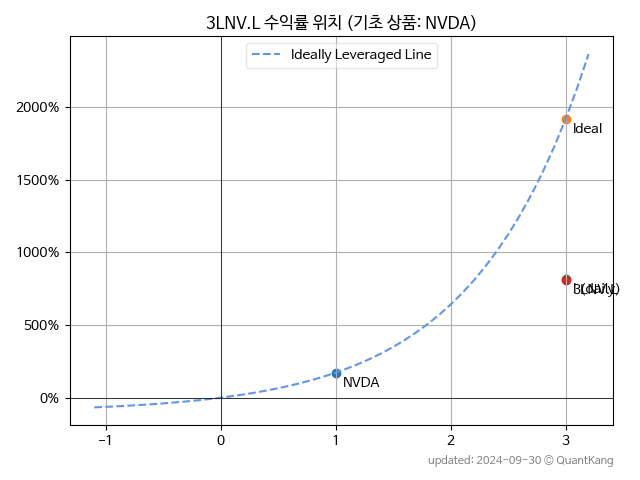 3LNV.L 수익률 위치 (기초 상품: NVDA)
Ideally Leveraged Line
2000%
Ideal
1500%
1000%
500%
NVDA
0%
-1
0
1
2
3
updated: 2024-09-30 © QuantKang